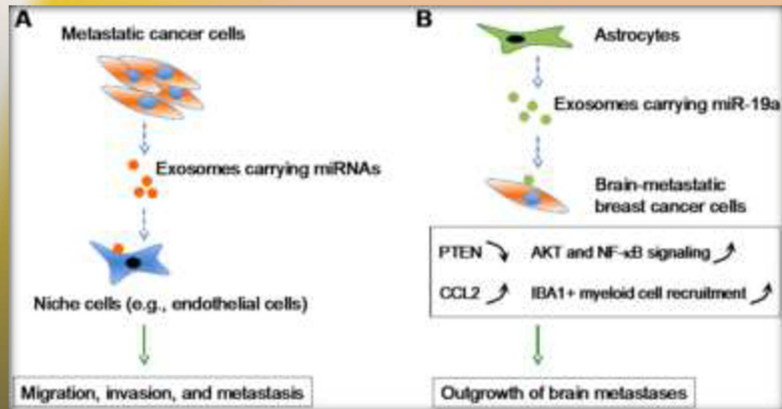 A
Metastatic cancer cells
Exosomes carrying miRNAs
Niche cells (e.g., endothelial cells)
Migration, invasion, and metastasis
B
Astrocytes
Exosomes carrying miR-19a
Brain-metastatic
breast cancer cells
PTEN AKT and NF-κB signaling
CCL2 IBA1+ myeloid cell recruitment
Outgrowth of brain metastases